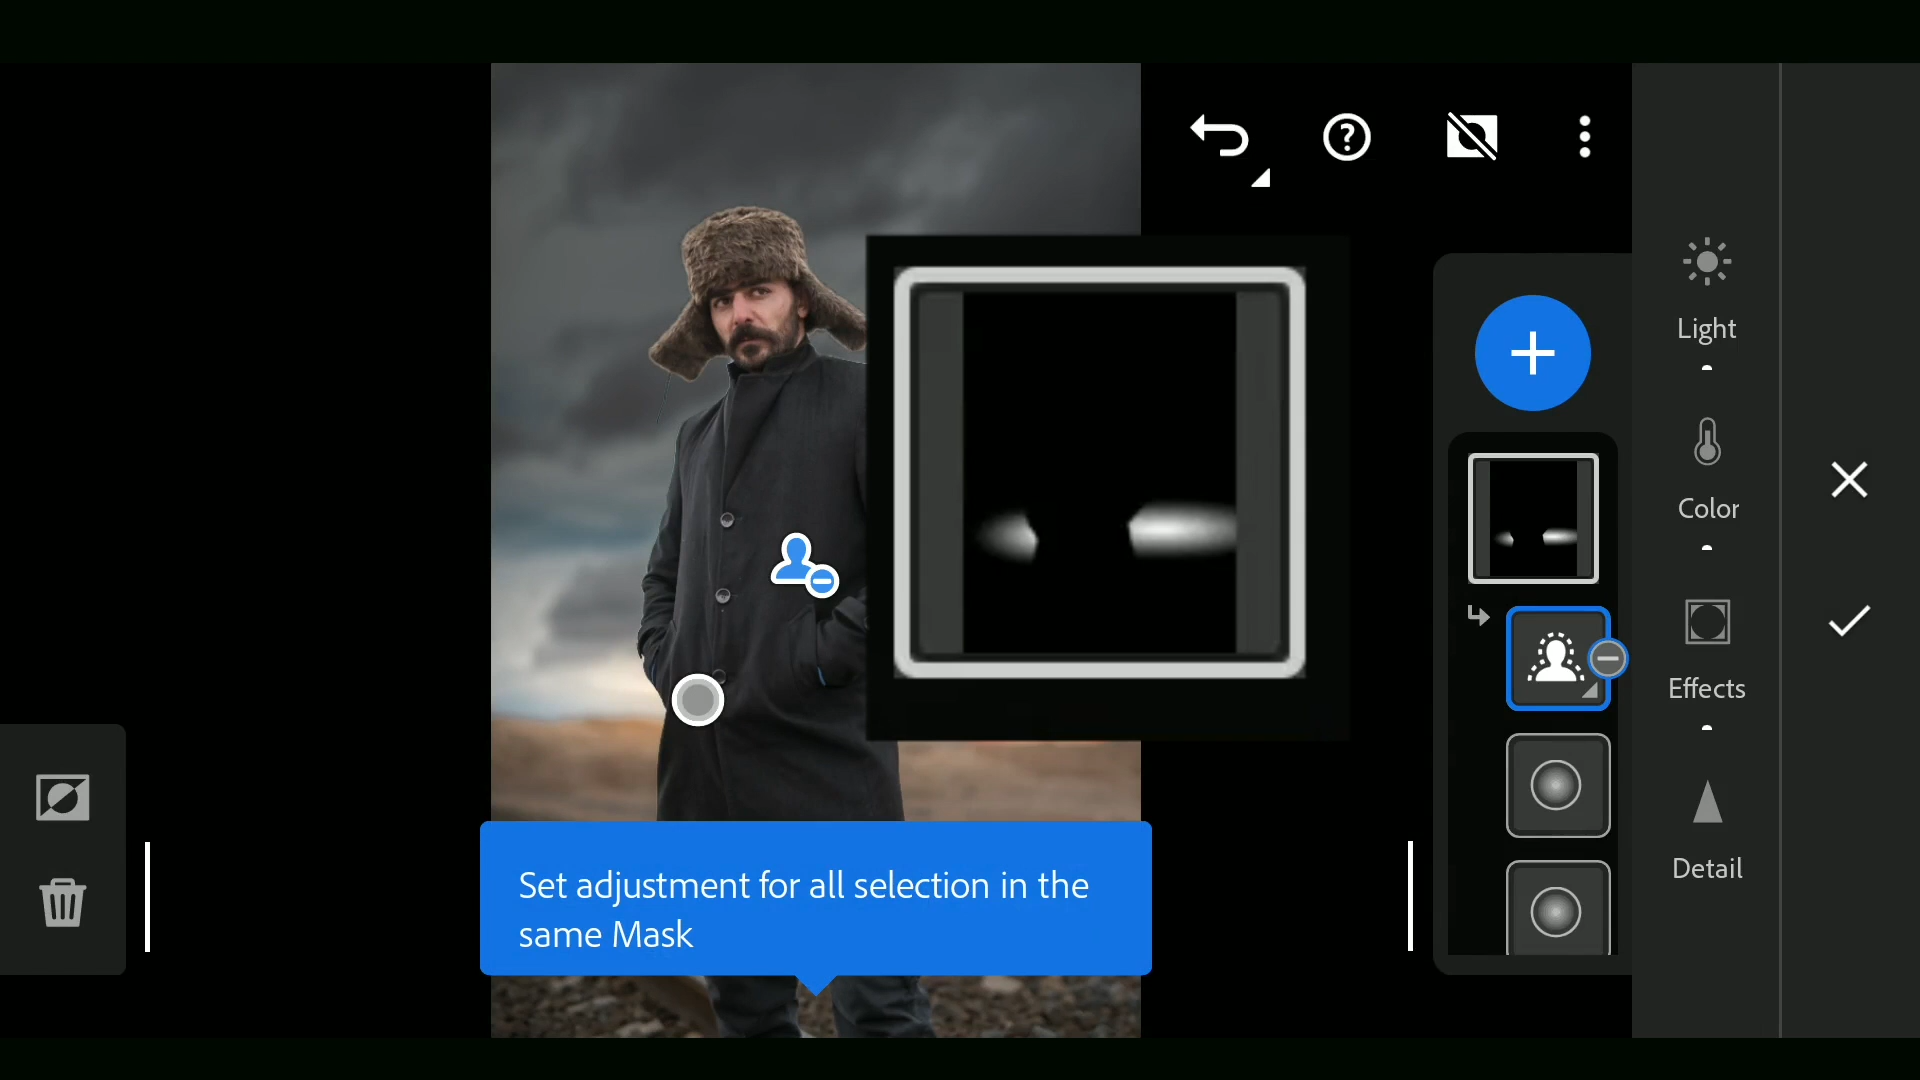 Light
Color
Effects
Detail
Set adjustment for all selection in the
same Mask